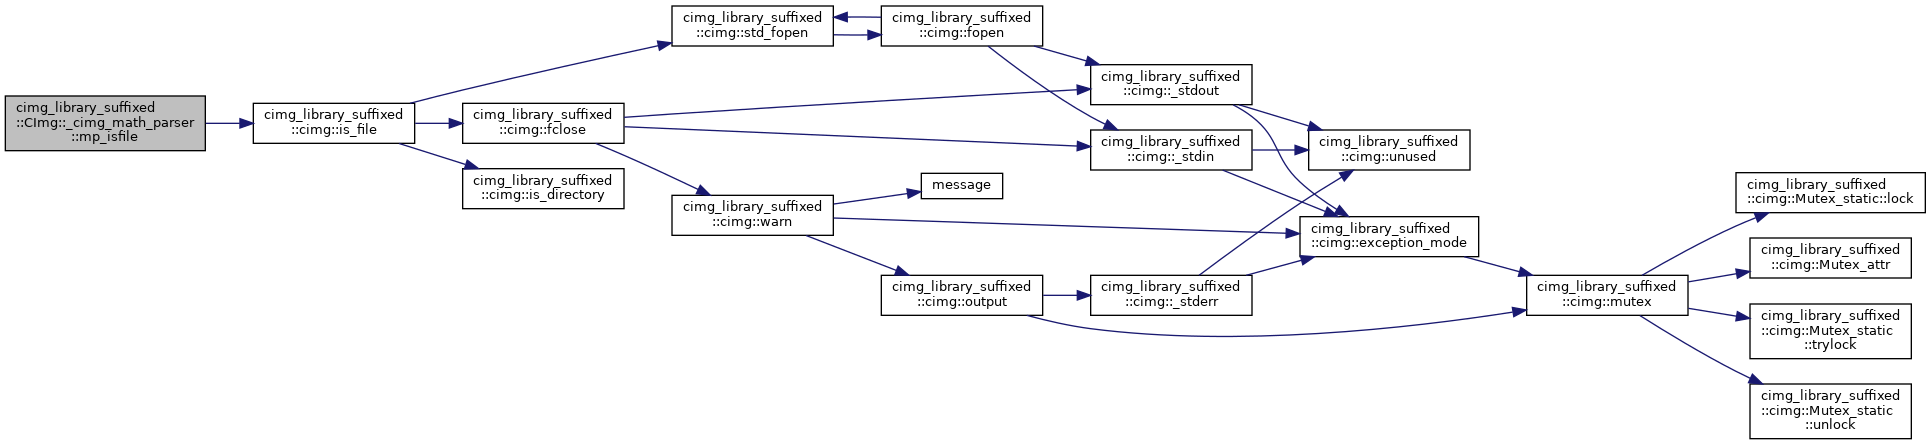 cimg_library_suffixed
::CImg::_cimg_math_parser
::mp_isfile
cimg_library_suffixed
::cimg::is_file
cimg_library_suffixed
::cimg::std_fopen
cimg_library_suffixed
::cimg::fclose
cimg_library_suffixed
::cimg::is_directory
cimg_library_suffixed
::cimg::fopen
cimg_library_suffixed
::cimg::_stdout
cimg_library_suffixed
::cimg::_stdin
cimg_library_suffixed
::cimg::unused
message
cimg_library_suffixed
::cimg::warn
cimg_library_suffixed
::cimg::exception_mode
cimg_library_suffixed
::cimg::output
cimg_library_suffixed
::cimg::_stderr
cimg_library_suffixed
::cimg::mutex
cimg_library_suffixed
::cimg::Mutex_static::lock
cimg_library_suffixed
::cimg::Mutex_attr
cimg_library_suffixed
::cimg::Mutex_static
::trylock
cimg_library_suffixed
::cimg::Mutex_static
::unlock